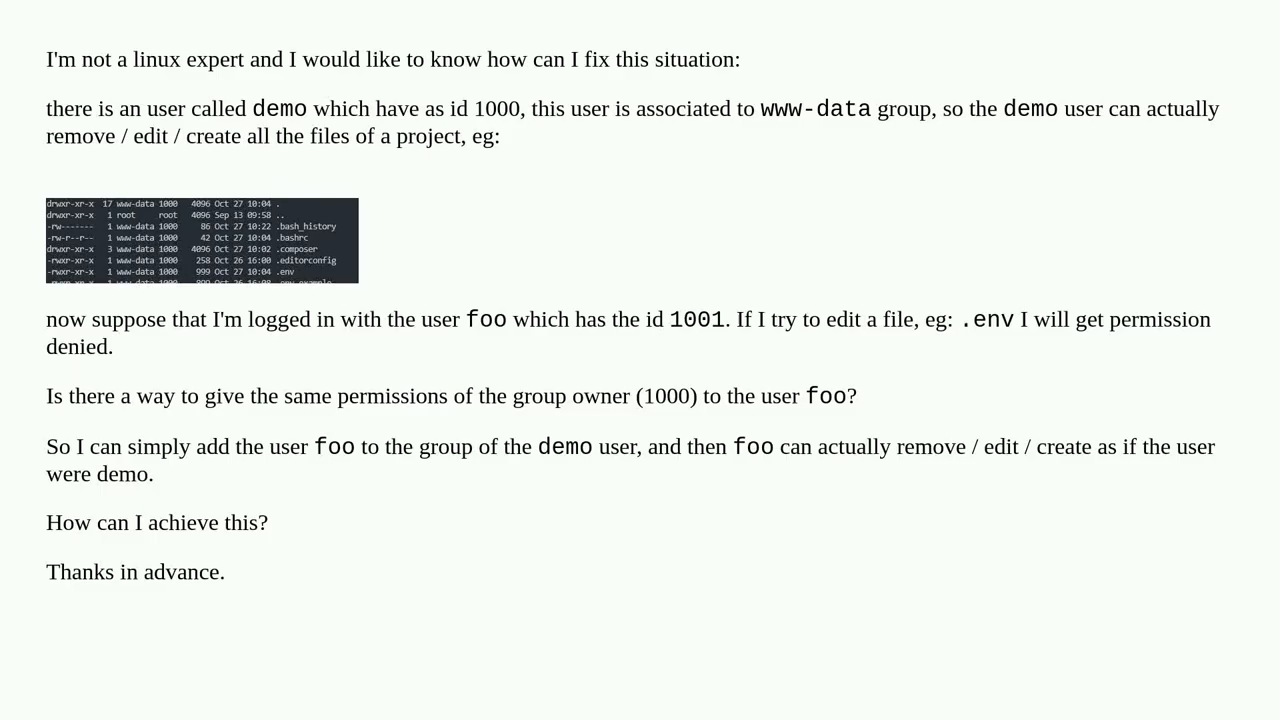 I'm not a linux expert and I would like to know how can I fix this situation:
there is an user called demo which have as id 1000, this user is associated to www-data group, so the demo user can actually
remove / edit / create all the files of a project, eg:
drwxr-xr-x 17 www-data 1000 4096 Oct 27 10:04 .
drwxr-xr-x 1 root root 4096 Sep 13 09:58 ..
-rw------- 1 www-data 1000 86 Oct 27 10:22 .bash_history
-rw-r--r-- 1 www-data 1000 42 Oct 27 10:04 .bashrc
drwxr-xr-x 3 www-data 1000 4096 Oct 27 10:02 .composer
-rwxr-xr-x 1 www-data 1000 258 Oct 26 16:00 .editorconfig
-rwxr-xr-x 1 www-data 1000 999 Oct 27 10:04 .env
now suppose that I'm logged in with the user foo which has the id 1001. If I try to edit a file, eg: .env I will get permission
denied.
Is there a way to give the same permissions of the group owner (1000) to the user foo?
So I can simply add the user foo to the group of the demo user, and then foo can actually remove / edit / create as if the user
were demo.
How can I achieve this?
Thanks in advance.